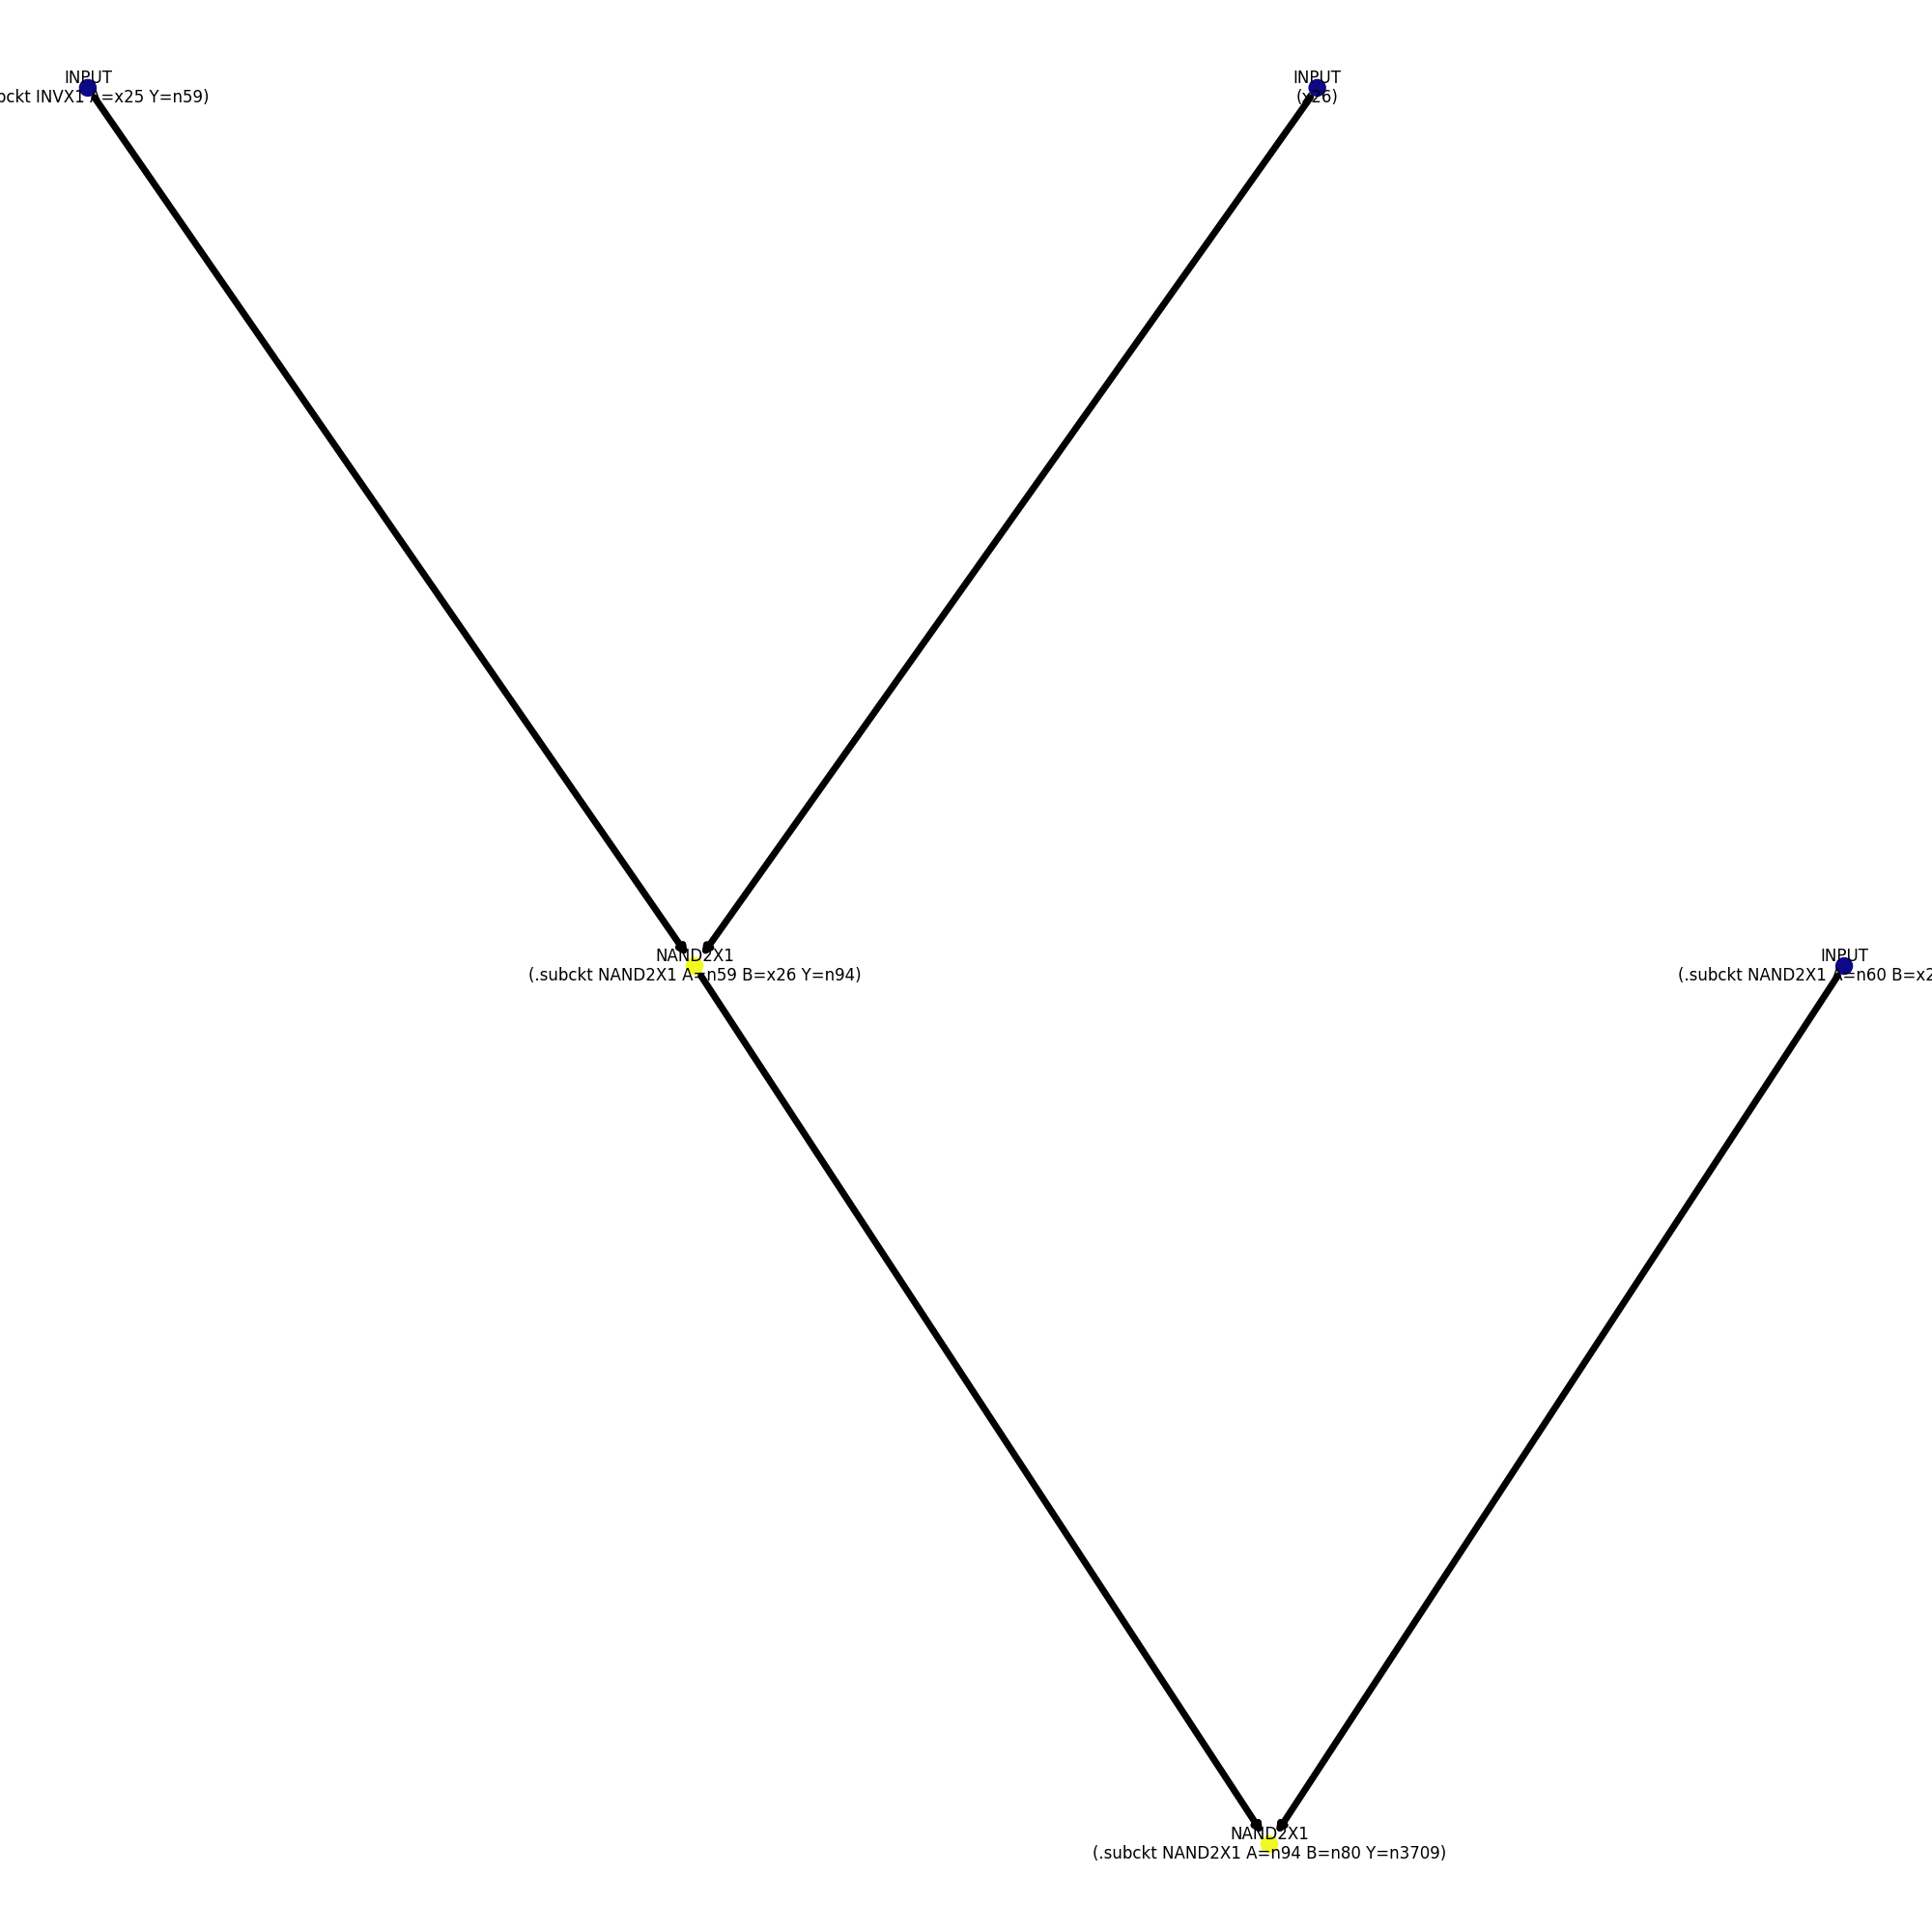 INPUT
INPUT
bckt INVX1 A=x25 Y=n59)
(x26)
NAND2X1
INPUT
(.subckt NAND2X1 A=n59 B=x26 Y=n94)
(.subckt NAND2X1 A=n60 B=x2
NAND2X1
(.subckt NAND2X1 A=n94 B=n80 Y=n3709)